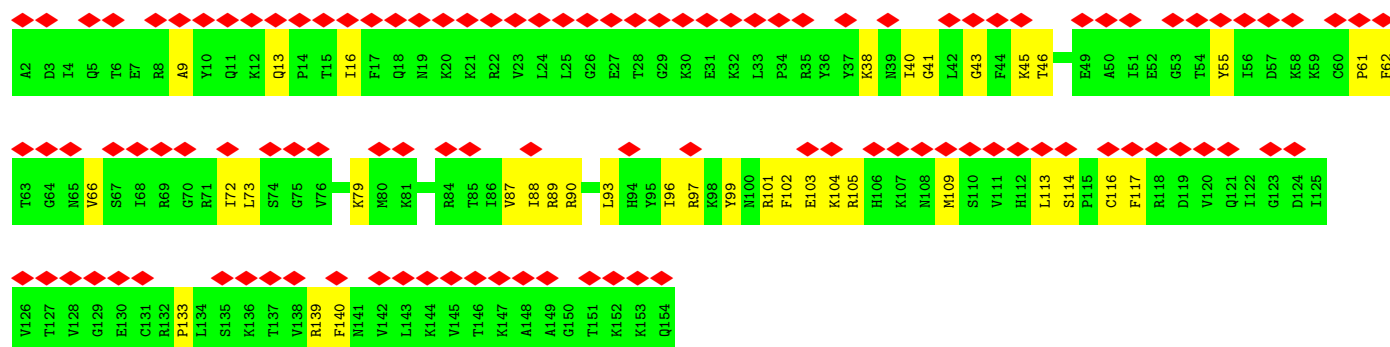 A2 D3 I4 Q5 T6 E7 R8 A9 Y10 Q11 K12 Q13 P14 T15 I16 F17 Q18 N19 K20 K21 R22 V23 L24 L25 G26 E27 T28 G29 K30 E31 K32 L33 P34 R35 Y36 Y37 K38 N39 I40 G41 L42 G43 F44 K45 T46 E49 A50 I51 E52 G53 T54 Y55 I56 D57 K58 K59 C60 P61 F62
T63 G64 N65 V66 S67 I68 R69 G70 R71 I72 L73 S74 G75 V76 K79 M80 K81 R84 T85 I86 V87 I88 R89 R90 L93 H94 Y95 I96 R97 K98 Y99 N100 R101 F102 E103 K104 R105 H106 K107 N108 M109 S110 V111 H112 L113 S114 P115 C116 F117 R118 D119 V120 Q121 I122 G123 D124 I125
V126 T127 V128 G129 E130 C131 R132 P133 L134 S135 K136 T137 V138 R139 F140 N141 V142 L143 K144 V145 T146 K147 A148 A149 G150 T151 K152 K153 Q154